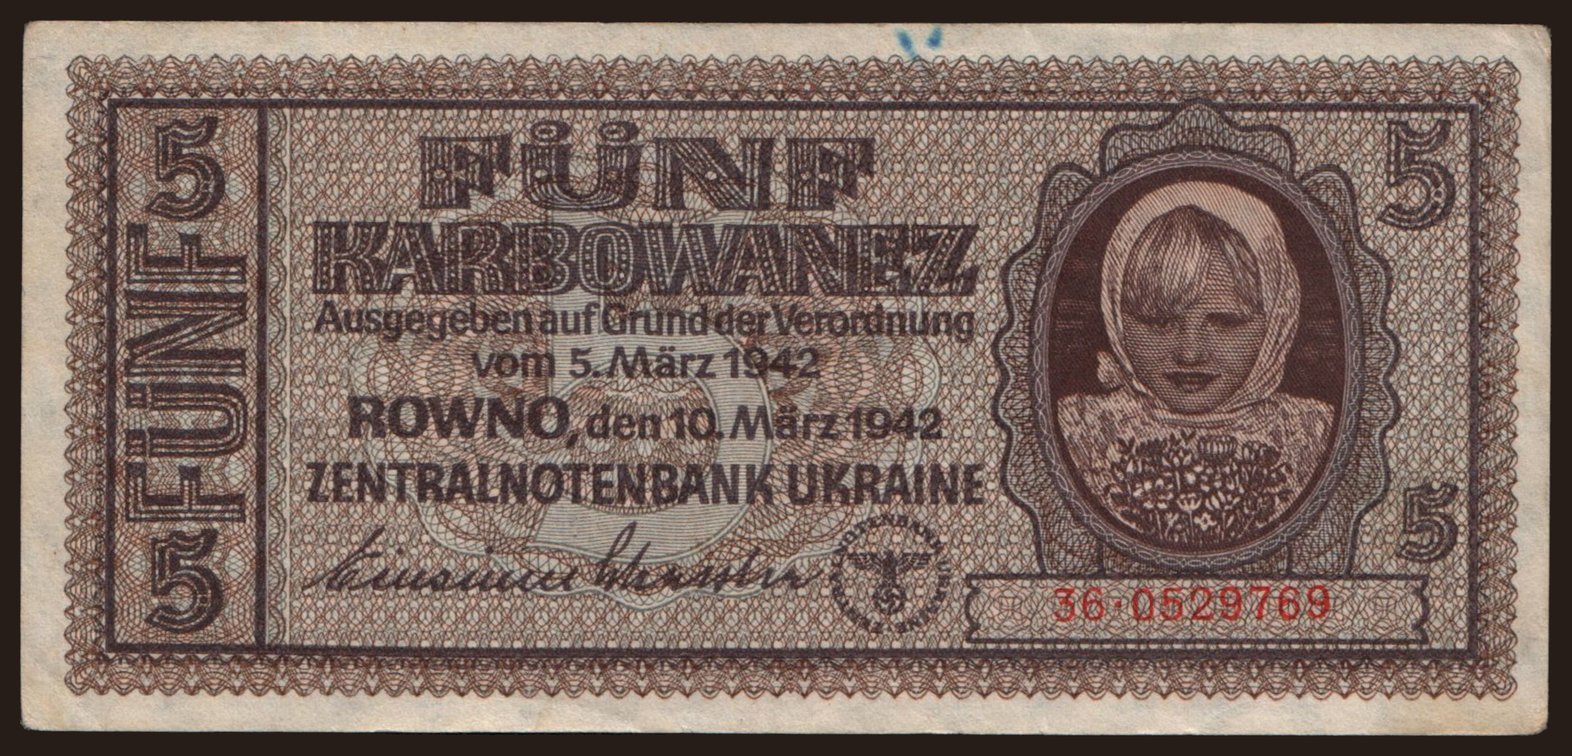 5 FÜNF 5
FÜNF
KARBOWANEZ
Ausgegeben auf Grund der Verordnung
vom 5. März 1942
ROWNO, den 10. März 1942
ZENTRALNOTENBANK UKRAINE
5
5
36·0529769